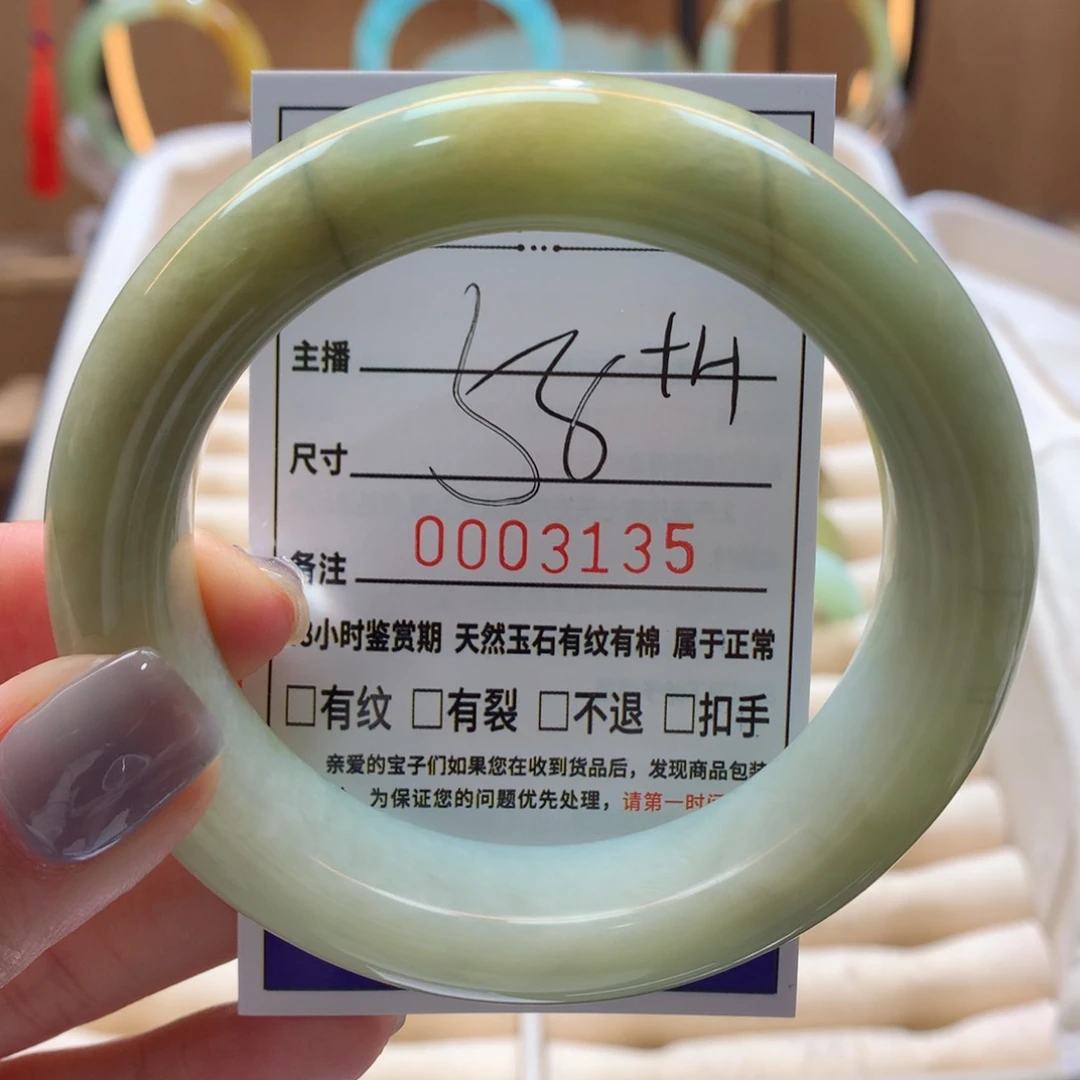 主播
58 +H
尺寸
备注 0003135
8小时鉴赏期 天然玉石有纹有棉 属于正常
□有纹 □有裂 □不退 □扣手
亲爱的宝子们如果您在收到货品后，发现商品包装
为保证您的问题优先处理，请第一时间